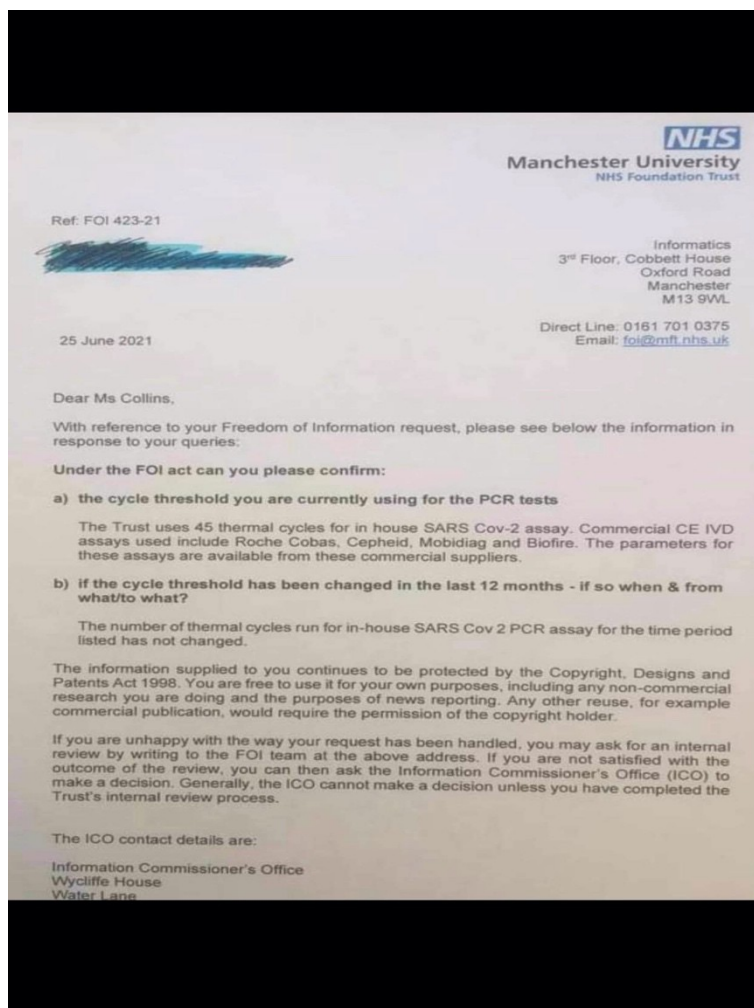 NHS
Manchester University
NHS Foundation Trust
Ref: FOI 423-21
Informatics
3rd Floor, Cobbett House
Oxford Road
Manchester
M13 9WL
Direct Line: 0161 701 0375
25 June 2021
Email: foi@mft.nhs.uk
Dear Ms Collins,
With reference to your Freedom of Information request, please see below the information in
response to your queries:
Under the FOI act can you please confirm:
a) the cycle threshold you are currently using for the PCR tests
The Trust uses 45 thermal cycles for in house SARS Cov-2 assay. Commercial CE IVD
assays used include Roche Cobas, Cepheid, Mobidiag and Biofire. The parameters for
these assays are available from these commercial suppliers.
b) if the cycle threshold has been changed in the last 12 months - if so when & from
what/to what?
The number of thermal cycles run for in-house SARS Cov 2 PCR assay for the time period
listed has not changed.
The information supplied to you continues to be protected by the Copyright, Designs and
Patents Act 1998. You are free to use it for your own purposes, including any non-commercial
research you are doing and the purposes of news reporting. Any other reuse, for example
commercial publication, would require the permission of the copyright holder.
If you are unhappy with the way your request has been handled, you may ask for an internal
review by writing to the FOI team at the above address. If you are not satisfied with the
outcome of the review, you can then ask the Information Commissioner's Office (ICO) to
make a decision. Generally, the ICO cannot make a decision unless you have completed the
Trust's internal review process.
The ICO contact details are:
Information Commissioner's Office
Wycliffe House
Water Lane